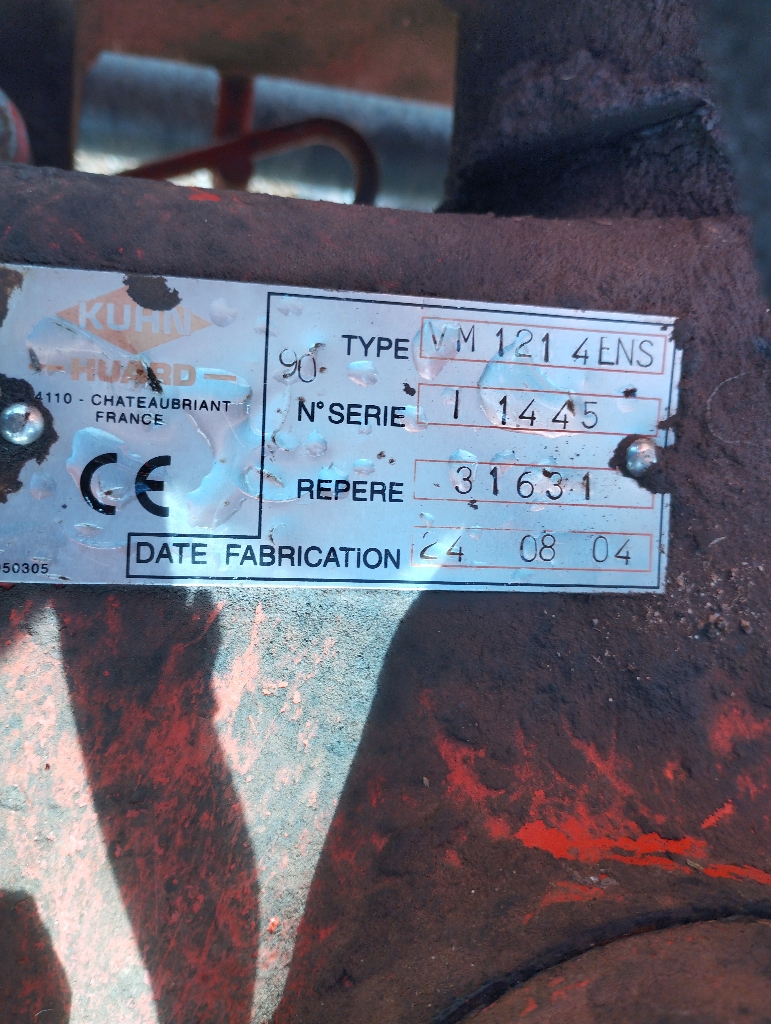 KUHN
HUARD
4110 - CHATEAUBRIANT
FRANCE
CE
050305
90
TYPE VM 121 4ENS
N° SERIE I 1445
REPERE 31631
DATE FABRICATION 24 08 04